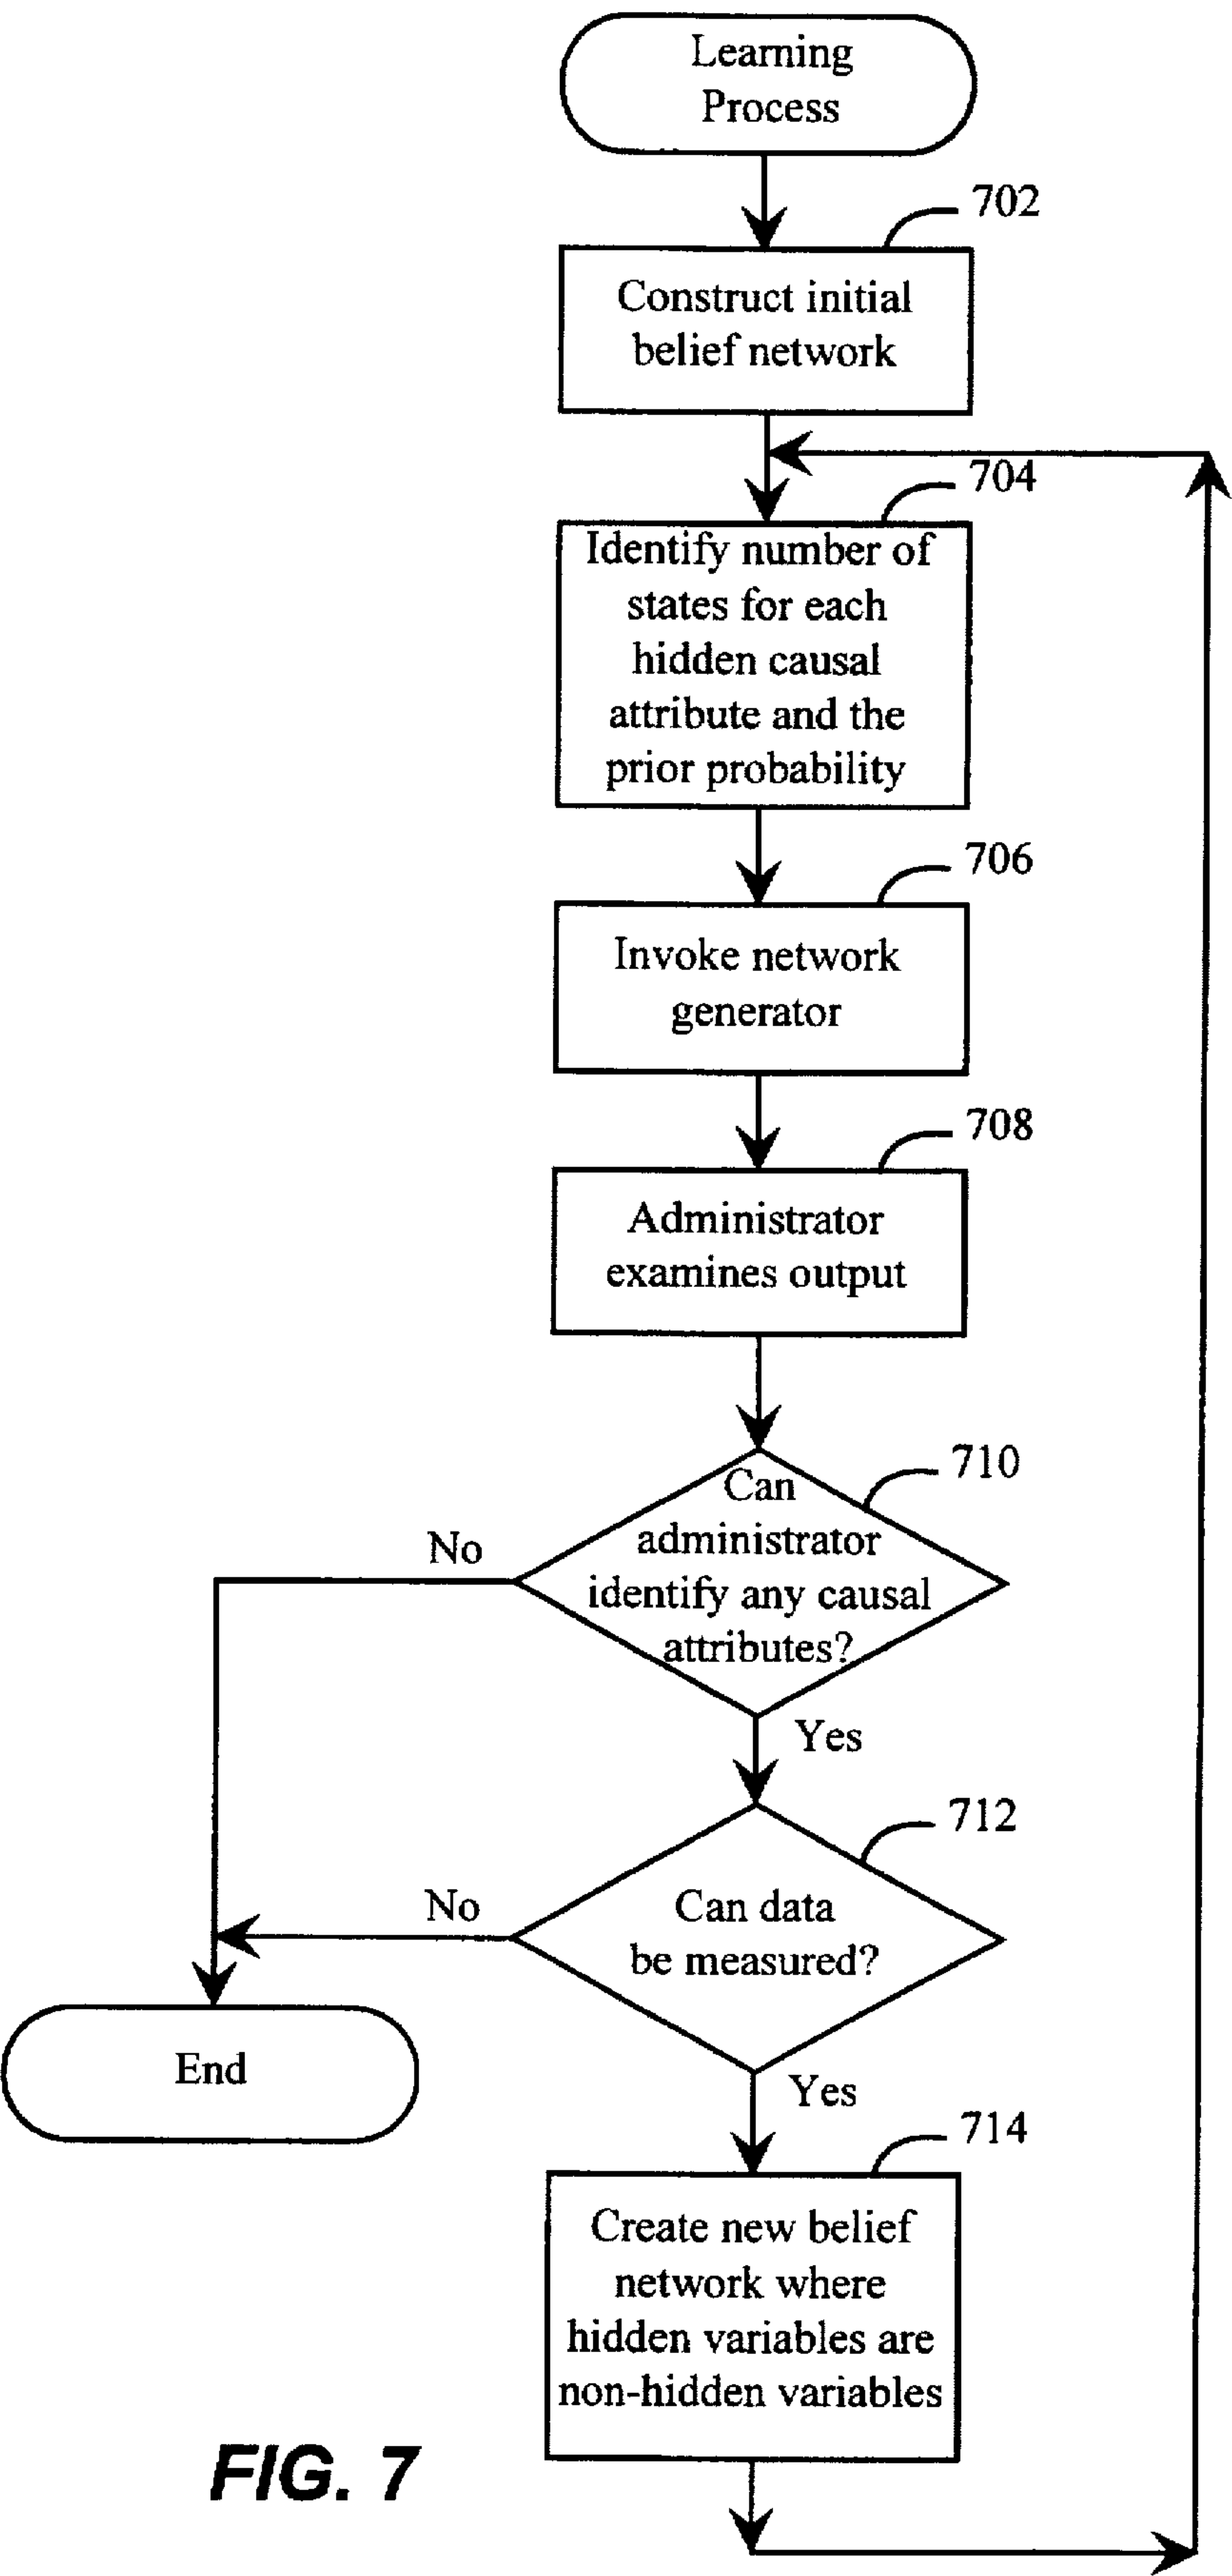 Learning
Process
702
Construct initial
belief network
704
Identify number of
states for each
hidden causal
attribute and the
prior probability
706
Invoke network
generator
708
Administrator
examines output
710
Can
administrator
identify any causal
attributes?
No
Yes
712
Can data
be measured?
No
End
Yes
714
Create new belief
network where
hidden variables are
non-hidden variables
FIG. 7